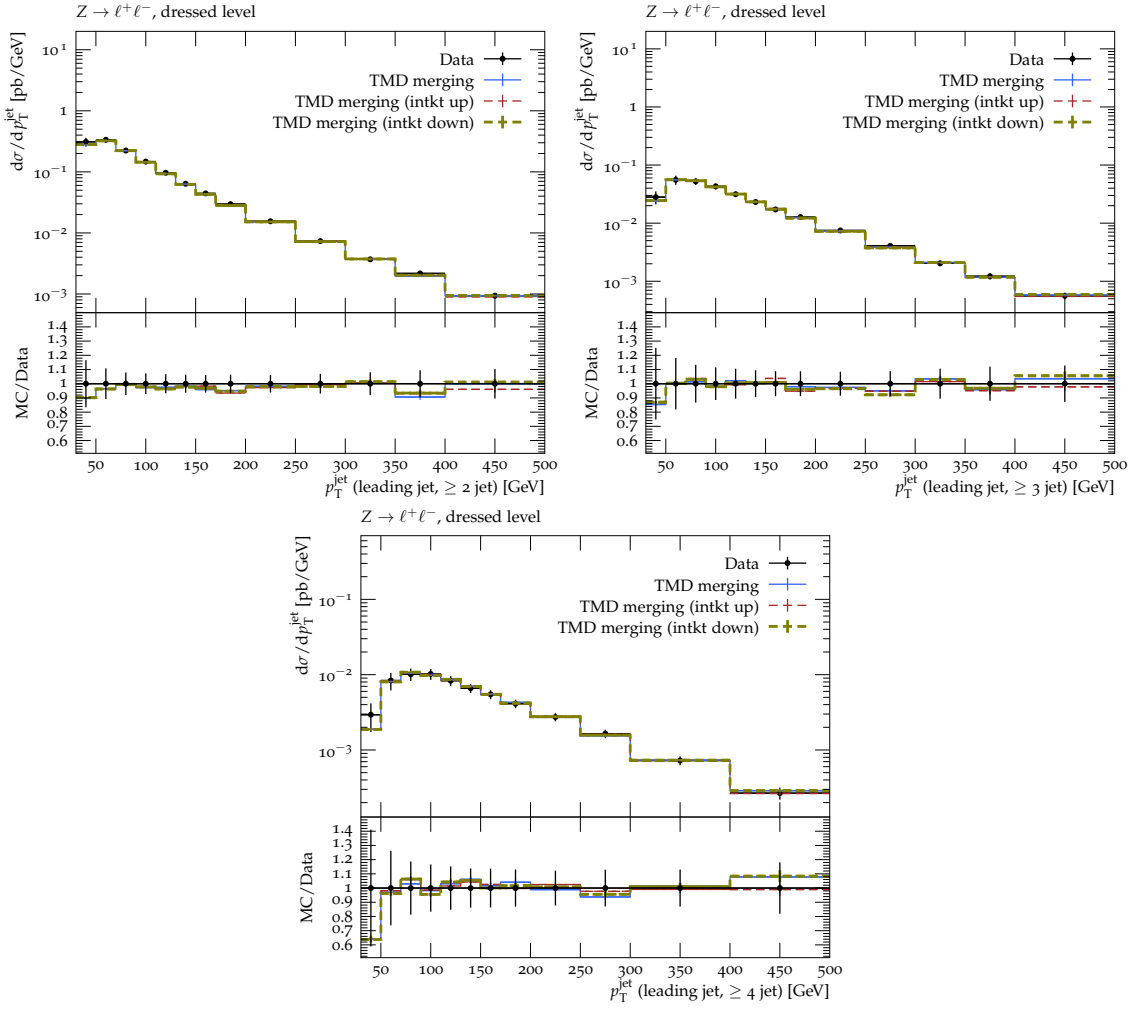 Z → ℓ⁺ℓ⁻, dressed level
dσ/dp_T^jet [pb/GeV]
10¹
1
10⁻¹
10⁻²
10⁻³
Data
TMD merging
TMD merging (intkt up)
TMD merging (intkt down)
MC/Data
1.4
1.3
1.2
1.1
1
0.9
0.8
0.7
0.6
50 100 150 200 250 300 350 400 450 500
p_T^jet (leading jet, ≥ 2 jet) [GeV]
Z → ℓ⁺ℓ⁻, dressed level
dσ/dp_T^jet [pb/GeV]
10¹
1
10⁻¹
10⁻²
10⁻³
Data
TMD merging
TMD merging (intkt up)
TMD merging (intkt down)
MC/Data
1.4
1.3
1.2
1.1
1
0.9
0.8
0.7
0.6
50 100 150 200 250 300 350 400 450 500
p_T^jet (leading jet, ≥ 3 jet) [GeV]
Z → ℓ⁺ℓ⁻, dressed level
dσ/dp_T^jet [pb/GeV]
10⁻¹
10⁻²
10⁻³
Data
TMD merging
TMD merging (intkt up)
TMD merging (intkt down)
MC/Data
1.4
1.3
1.2
1.1
1
0.9
0.8
0.7
0.6
50 100 150 200 250 300 350 400 450 500
p_T^jet (leading jet, ≥ 4 jet) [GeV]